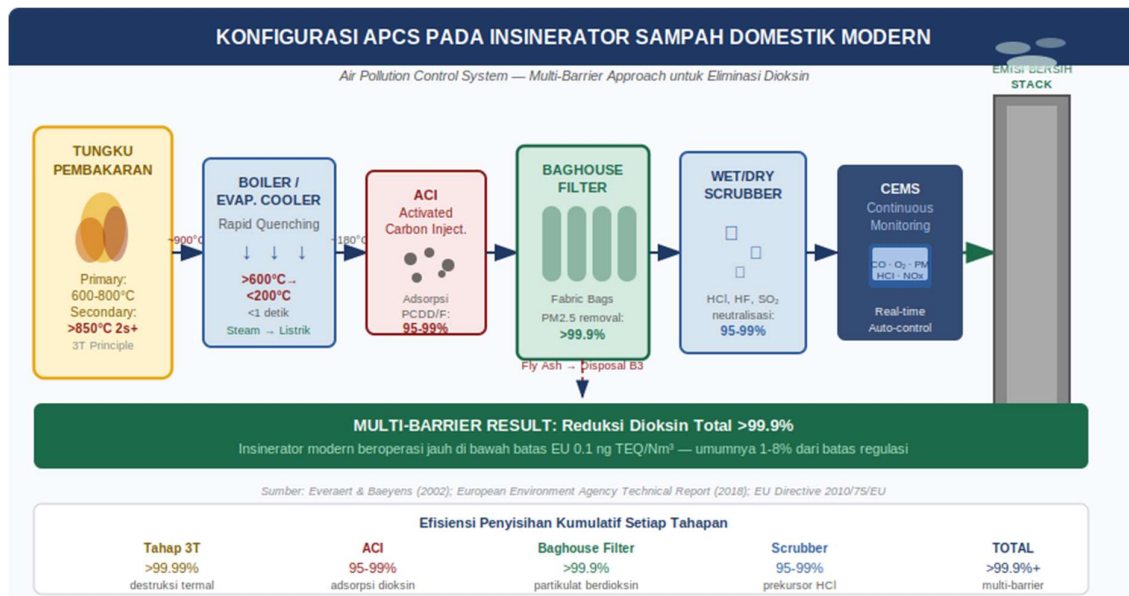 KONFIGURASI APCS PADA INSINERATOR SAMPAH DOMESTIK MODERN
Air Pollution Control System — Multi-Barrier Approach untuk Eliminasi Dioksin
EMISI BERSIH
STACK
TUNGKU
PEMBAKARAN
Primary:
600-800°C
Secondary:
>850°C 2s+
3T Principle
~900°C
BOILER /
EVAP. COOLER
Rapid Quenching
↓ ↓ ↓
>600°C→
<200°C
<1 detik
Steam → Listrik
~180°C
ACI
Activated
Carbon Inject.
Adsorpsi
PCDD/F:
95-99%
BAGHOUSE
FILTER
Fabric Bags
PM2.5 removal:
>99.9%
Fly Ash → Disposal B3
WET/DRY
SCRUBBER
HCl, HF, SO₂
neutralisasi:
95-99%
CEMS
Continuous
Monitoring
CO · O₂ · PM
HCl · NOx
Real-time
Auto-control
MULTI-BARRIER RESULT: Reduksi Dioksin Total >99.9%
Insinerator modern beroperasi jauh di bawah batas EU 0.1 ng TEQ/Nm³ — umumnya 1-8% dari batas regulasi
Sumber: Everaert & Baeyens (2002); European Environment Agency Technical Report (2018); EU Directive 2010/75/EU
Efisiensi Penyisihan Kumulatif Setiap Tahapan
Tahap 3T ACI Baghouse Filter Scrubber TOTAL
>99.99% 95-99% >99.9% 95-99% >99.9%+
destruksi termal adsorpsi dioksin partikulat berdioksin prekursor HCl multi-barrier